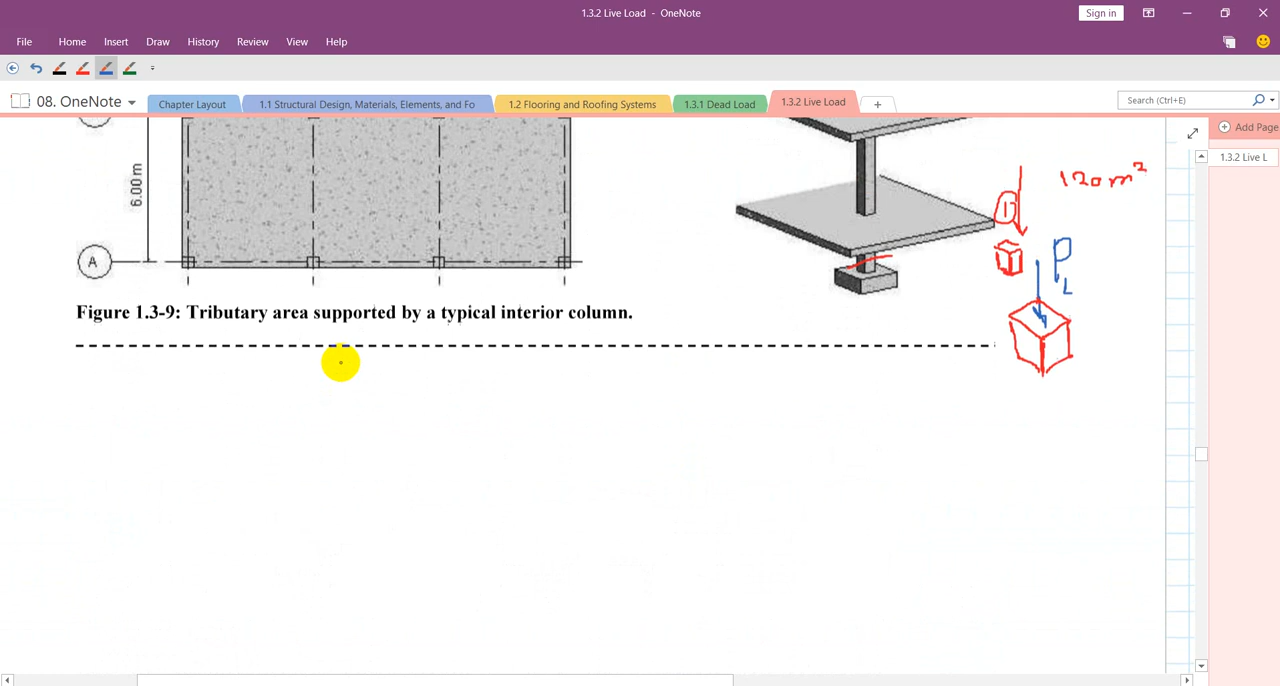 1.3.2 Live Load - OneNote
Sign in
File Home Insert Draw History Review View Help
08. OneNote
Chapter Layout
1.1 Structural Design, Materials, Elements, and Fo
1.2 Flooring and Roofing Systems
1.3.1 Dead Load
1.3.2 Live Load
Search (Ctrl+E)
Add Page
1.3.2 Live L
6.00 m
120 m²
P L
A
Figure 1.3-9: Tributary area supported by a typical interior column.